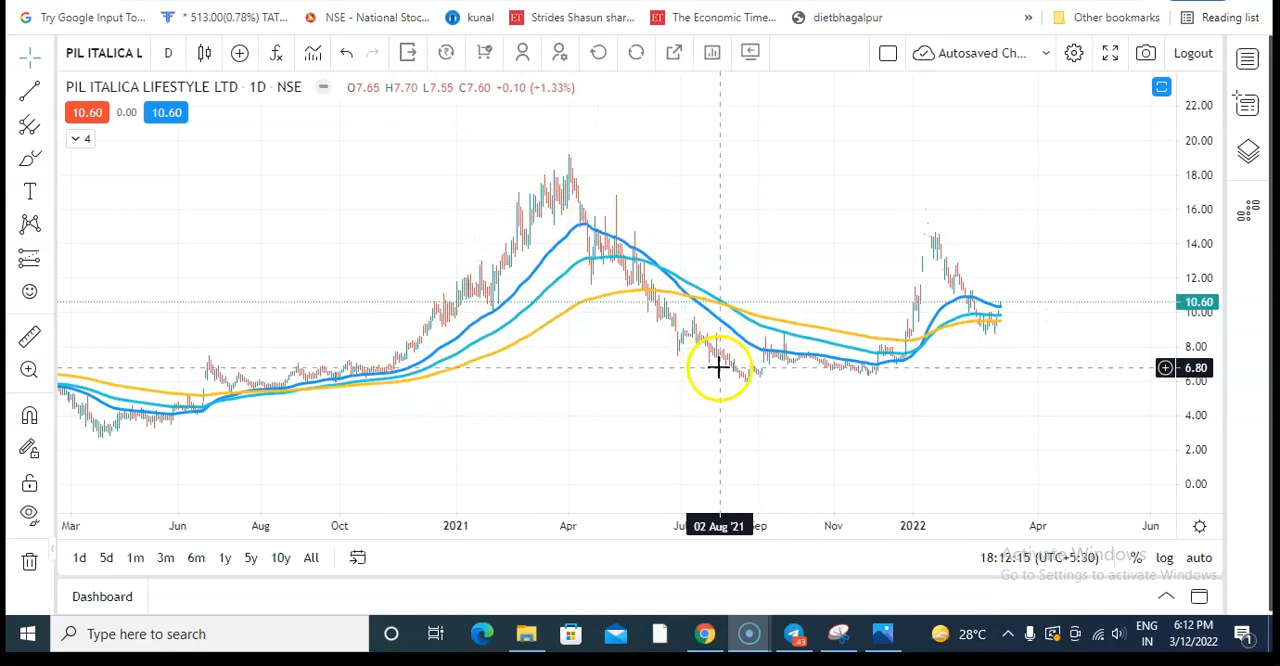 Try Google Input To...
* 513.00(0.78%) TAT...
NSE - National Stoc...
kunal
Strides Shasun shar...
The Economic Time...
dietbhagalpur
»
Other bookmarks
Reading list
PIL ITALICA L
D
Autosaved Ch...
Logout
PIL ITALICA LIFESTYLE LTD · 1D · NSE
O7.65 H7.70 L7.55 C7.60 +0.10 (+1.33%)
10.60 0.00 10.60
4
22.00
20.00
18.00
16.00
14.00
12.00
10.60
10.00
8.00
6.80
6.00
4.00
2.00
0.00
Mar Jun Aug Oct 2021 Apr 02 Aug '21 Sep Nov 2022 Apr Jun
1d 5d 1m 3m 6m 1y 5y 10y All
18:12:15 (UTC+5:30) % log auto
Activate Windows
Go to Settings to activate Windows.
Dashboard
Type here to search
28°C
ENG
IN
6:12 PM
3/12/2022